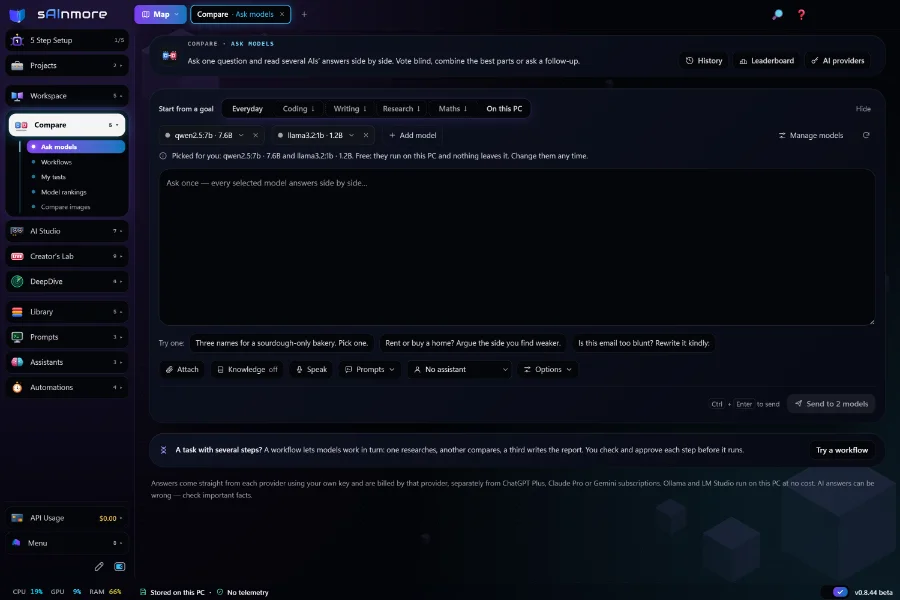 sAInmore
Map
Compare · Ask models ×
5 Step Setup 1/5
Projects 2
Workspace 5
Compare 5
Ask models
Workflows
My tests
Model rankings
Compare images
AI Studio 7
Creator's Lab 9
DeepDive
Library 5
Prompts 3
Assistants 3
Automations 4
API Usage $0.00
Menu 8
CPU 19% GPU 9% RAM 66%
COMPARE · ASK MODELS
Ask one question and read several AIs' answers side by side. Vote blind, combine the best parts or ask a follow-up.
History
Leaderboard
AI providers
Start from a goal
Everyday
Coding ↓
Writing ↓
Research ↓
Maths ↓
On this PC
Hide
qwen2.5:7b · 7.6B ×
llama3.2:1b · 1.2B ×
+ Add model
Manage models
Picked for you: qwen2.5:7b · 7.6B and llama3.2:1b · 1.2B. Free: they run on this PC and nothing leaves it. Change them any time.
Ask once — every selected model answers side by side...
Try one:
Three names for a sourdough-only bakery. Pick one.
Rent or buy a home? Argue the side you find weaker.
Is this email too blunt? Rewrite it kindly:
Attach
Knowledge off
Speak
Prompts
No assistant
Options
Ctrl + Enter to send
Send to 2 models
A task with several steps? A workflow lets models work in turn: one researches, another compares, a third writes the report. You check and approve each step before it runs.
Try a workflow
Answers come straight from each provider using your own key and are billed by that provider, separately from ChatGPT Plus, Claude Pro or Gemini subscriptions. Ollama and LM Studio run on this PC at no cost. AI answers can be
wrong — check important facts.
Stored on this PC · No telemetry
v0.8.44 beta